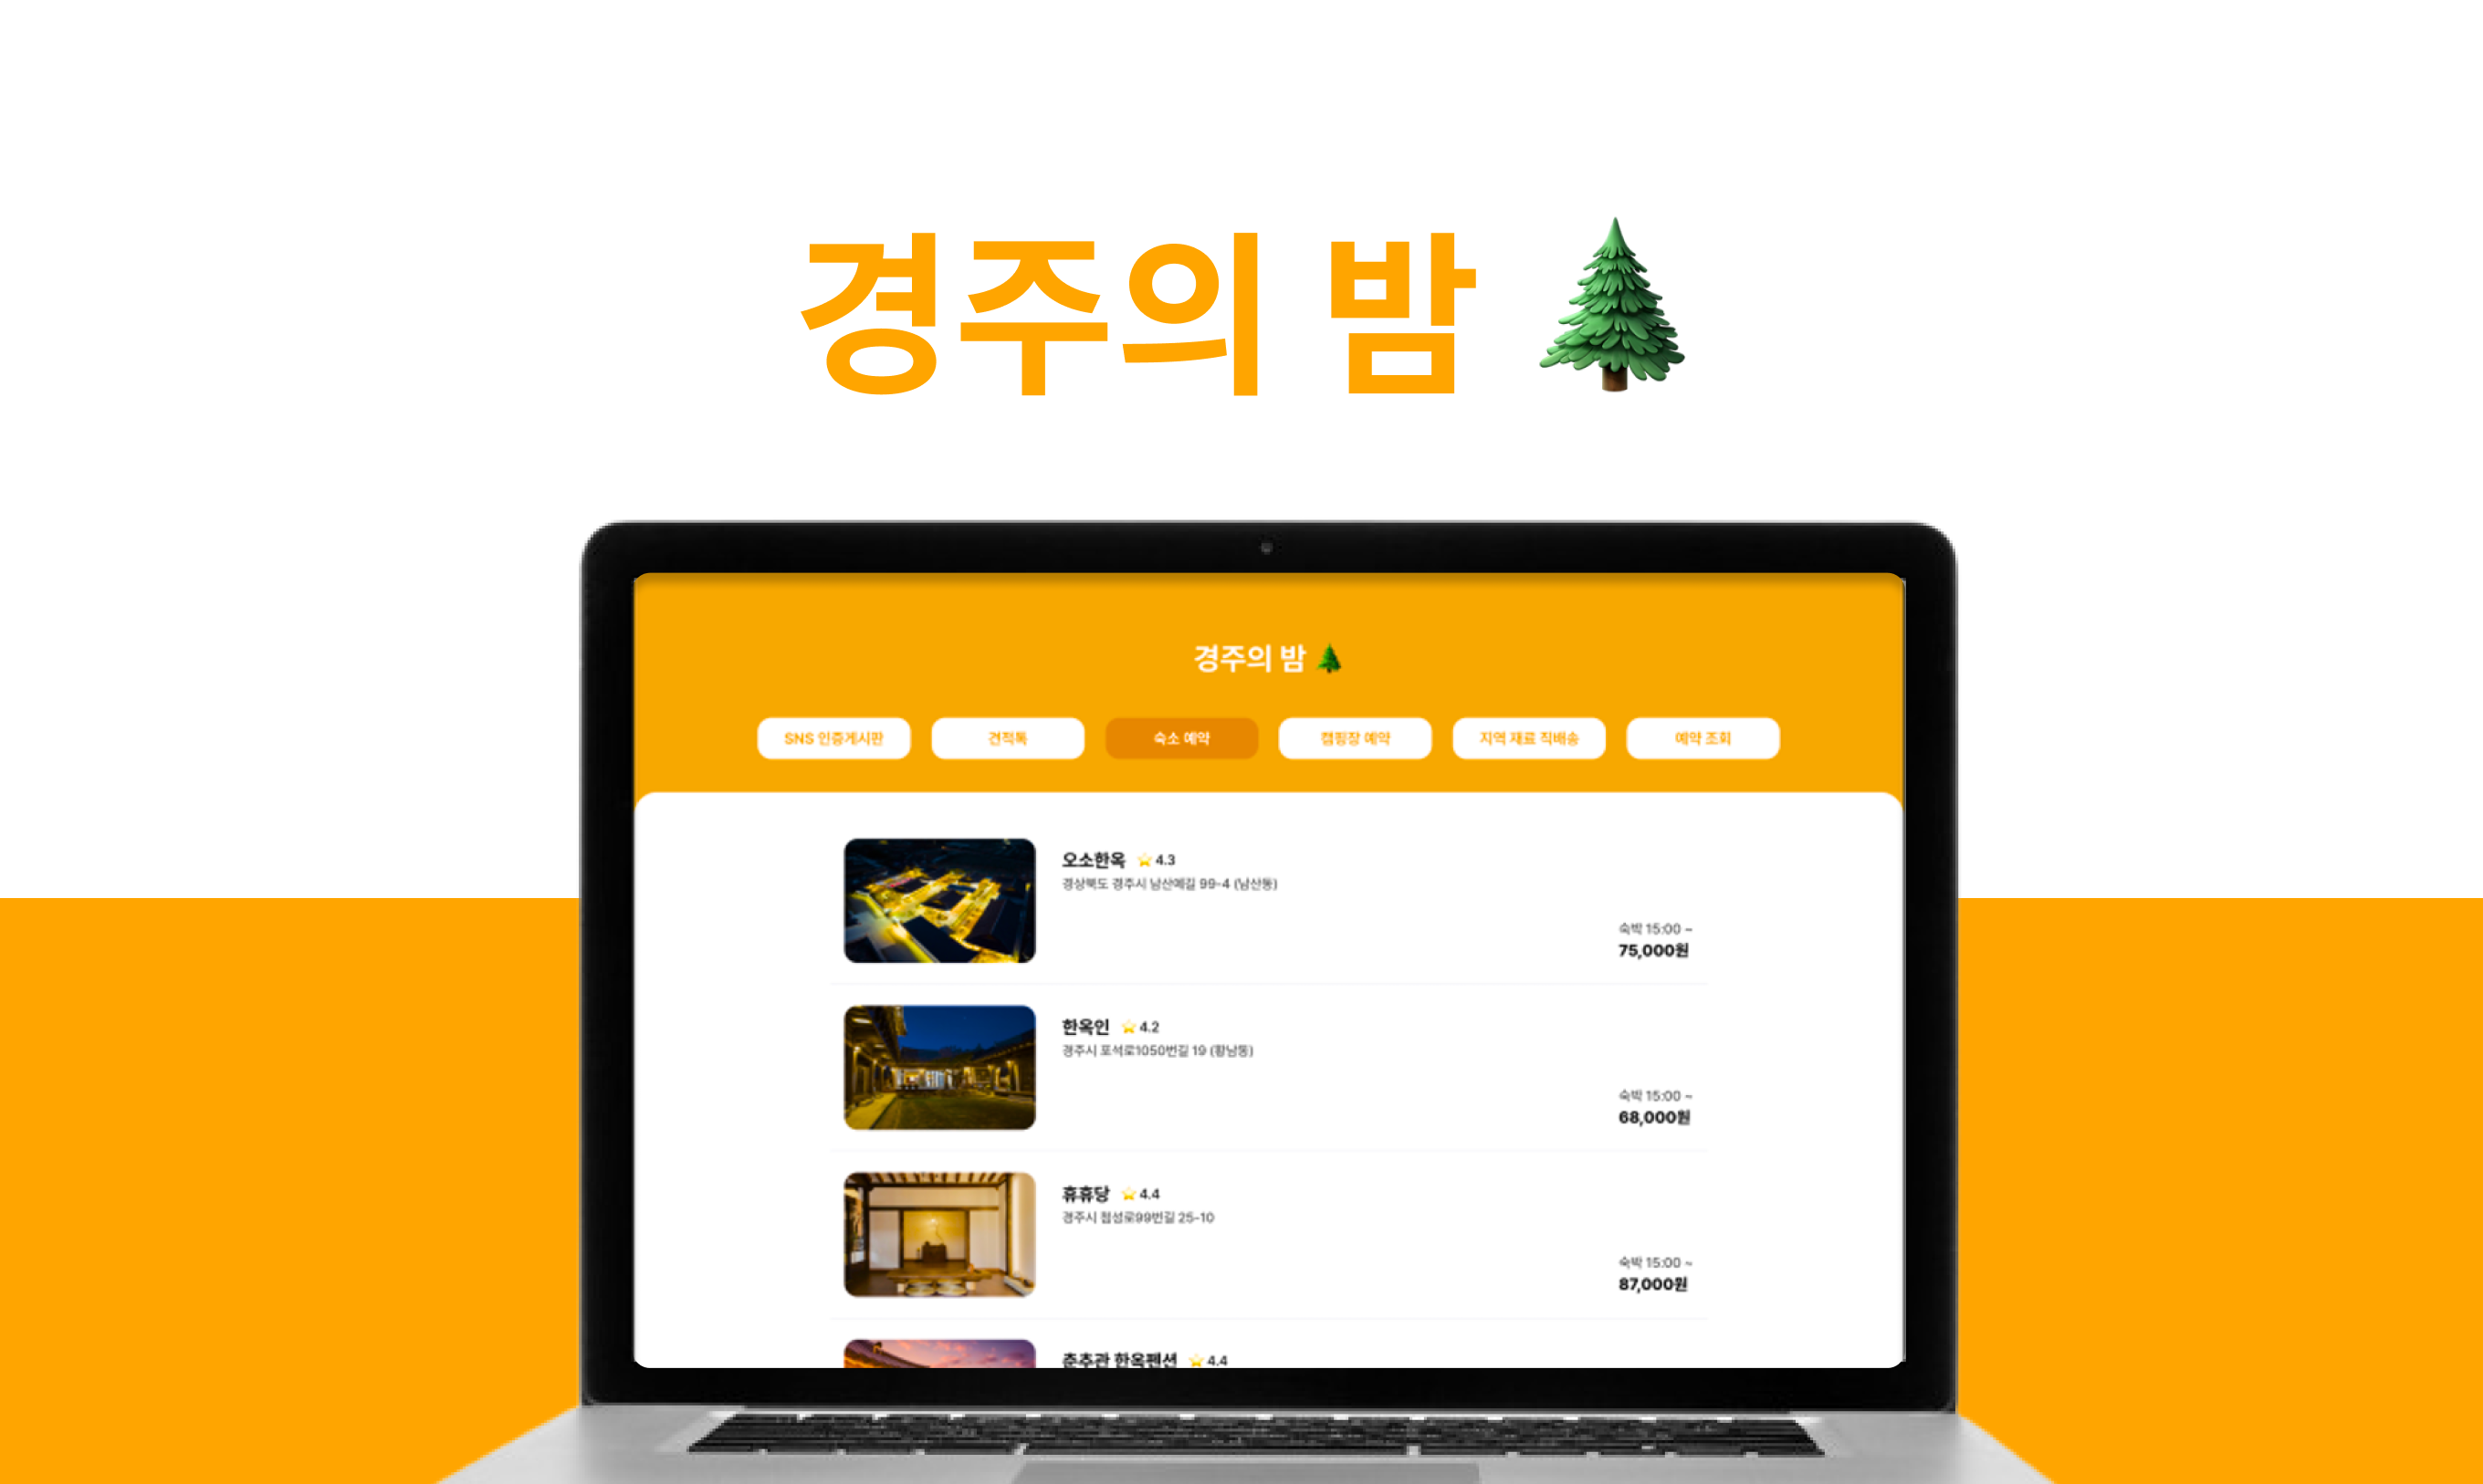 경주의 밤
경주의 밤
SNS 인증게시판
견적톡
숙소 예약
캠핑장 예약
지역 재료 직배송
예약 조회
오소한옥 4.3
경상북도 경주시 남산예길 99-4 (남산동)
숙박 15:00 ~
75,000원
한옥인 4.2
경주시 포석로1050번길 19 (황남동)
숙박 15:00 ~
68,000원
휴휴당 4.4
경주시 첨성로99번길 25-10
숙박 15:00 ~
87,000원
춘추관 한옥펜션 4.4